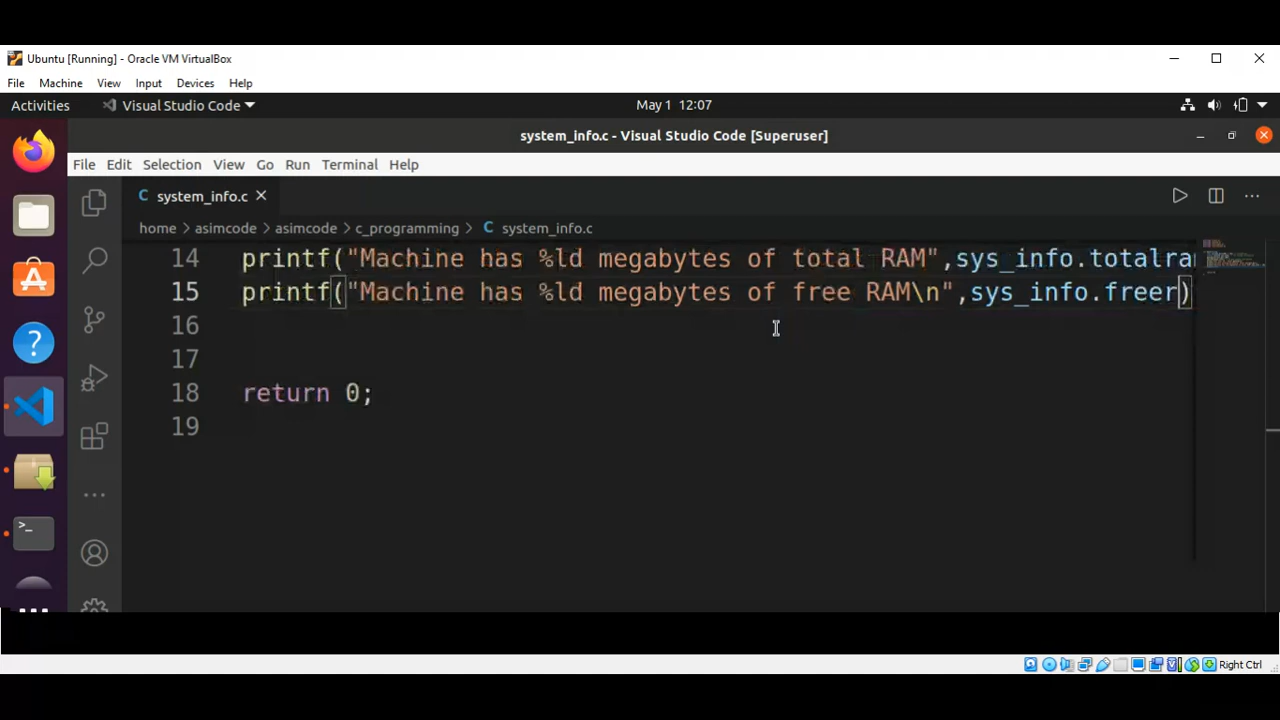 Ubuntu [Running] - Oracle VM VirtualBox
File Machine View Input Devices Help
Activities Visual Studio Code May 1 12:07
system_info.c - Visual Studio Code [Superuser]
File Edit Selection View Go Run Terminal Help
C system_info.c
home > asimcode > asimcode > c_programming > C system_info.c
14 printf("Machine has %ld megabytes of total RAM",sys_info.totalra
15 printf("Machine has %ld megabytes of free RAM\n",sys_info.freer)
16
17
18 return 0;
19
Right Ctrl